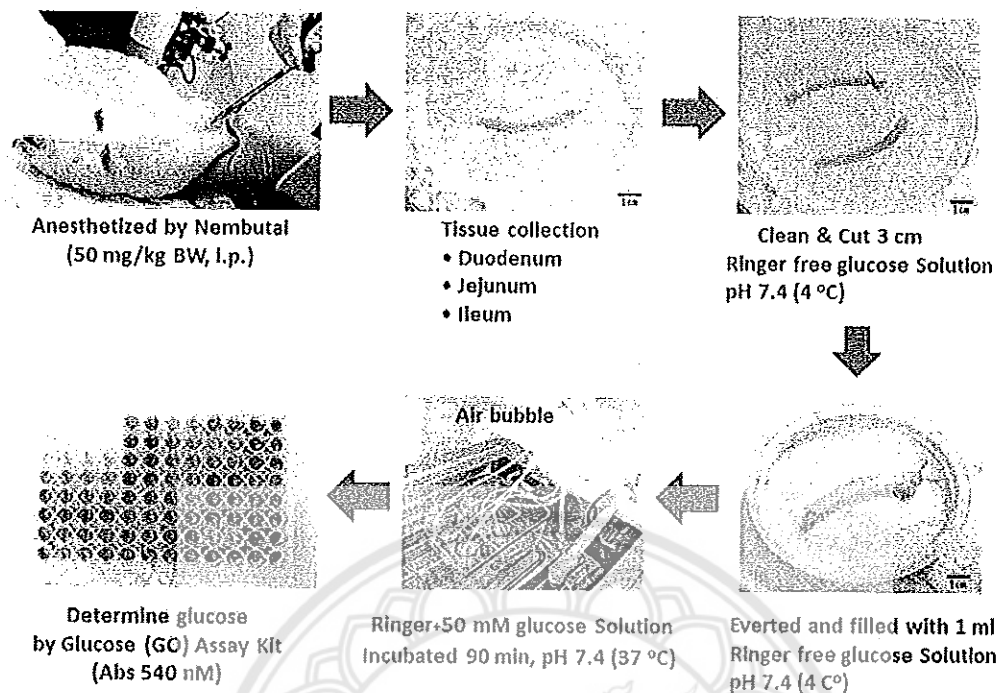 Anesthetized by Nembutal
(50 mg/kg BW, i.p.)
Tissue collection
• Duodenum
• Jejunum
• Ileum
1cm
Clean & Cut 3 cm
Ringer free glucose Solution
pH 7.4 (4 °C)
1cm
Everted and filled with 1 ml
Ringer free glucose Solution
pH 7.4 (4 C°)
1cm
Air bubble
Ringer+50 mM glucose Solution
Incubated 90 min, pH 7.4 (37 °C)
Determine glucose
by Glucose (GO) Assay Kit
(Abs 540 nM)